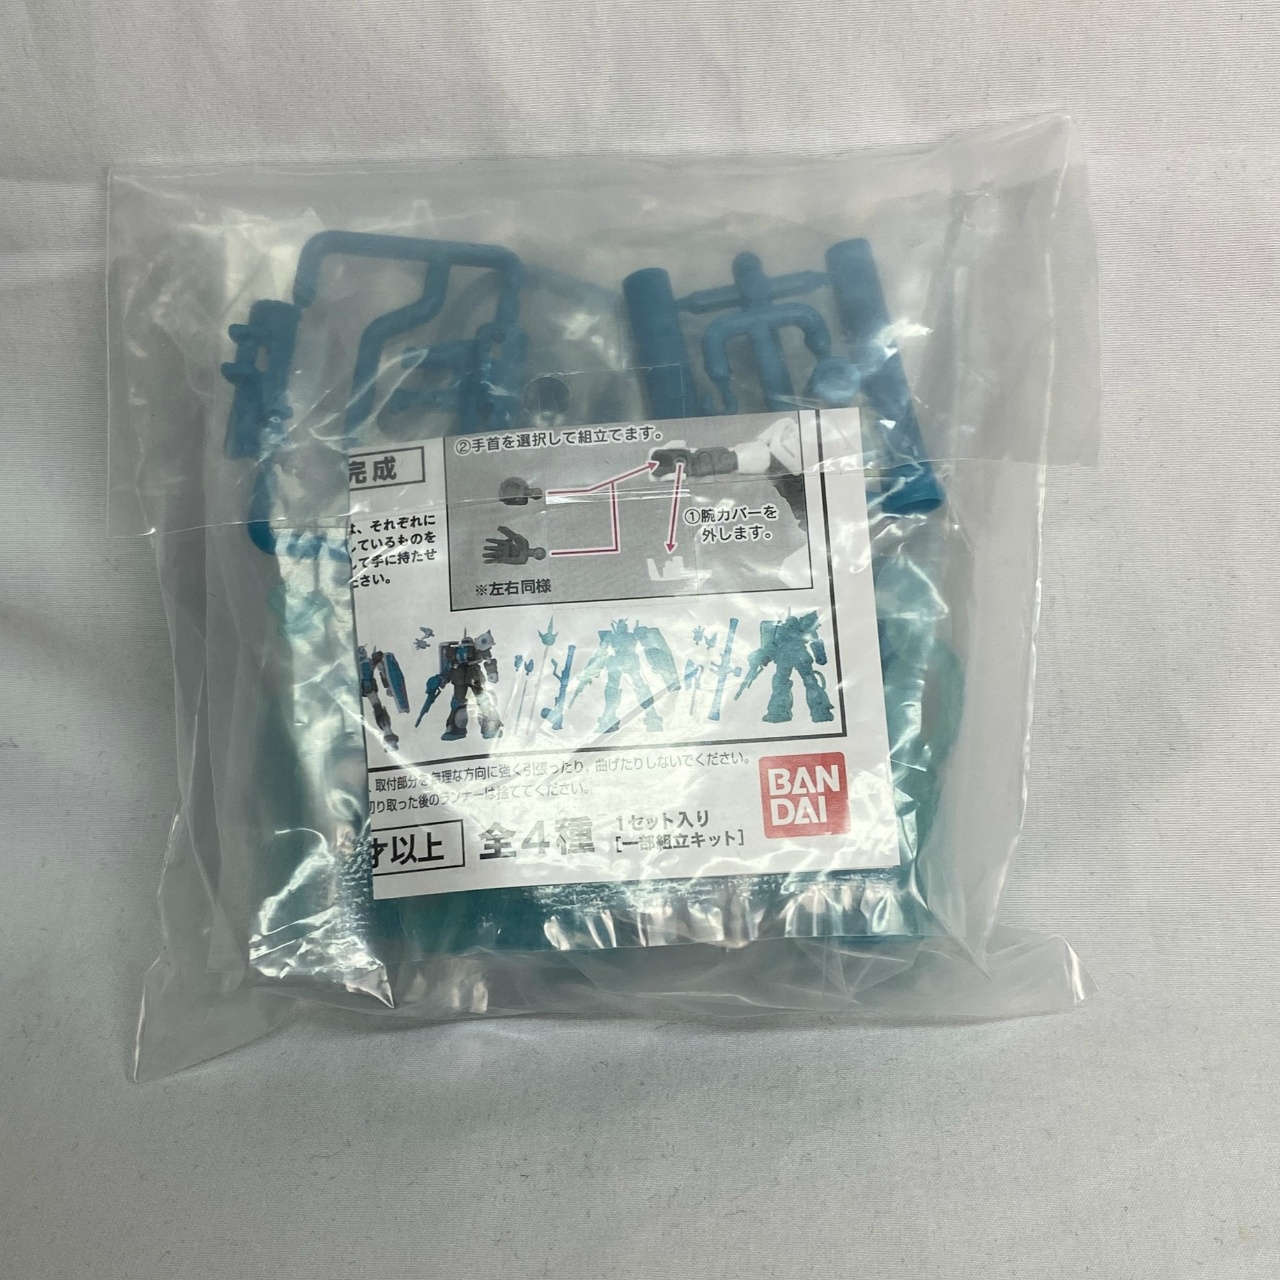 ②手首を選択して組立てます。
完成
①腕カバーを
外します。
は、それぞれに
しているものを
して手に持たせ
ださい。
※左右同様
取付部分を無理な方向に強く引張ったり、曲げたりしないでください。
切り取った後のランナーは捨ててください。
才以上
全4種
1セット入り
[一部組立キット]
BAN
DAI